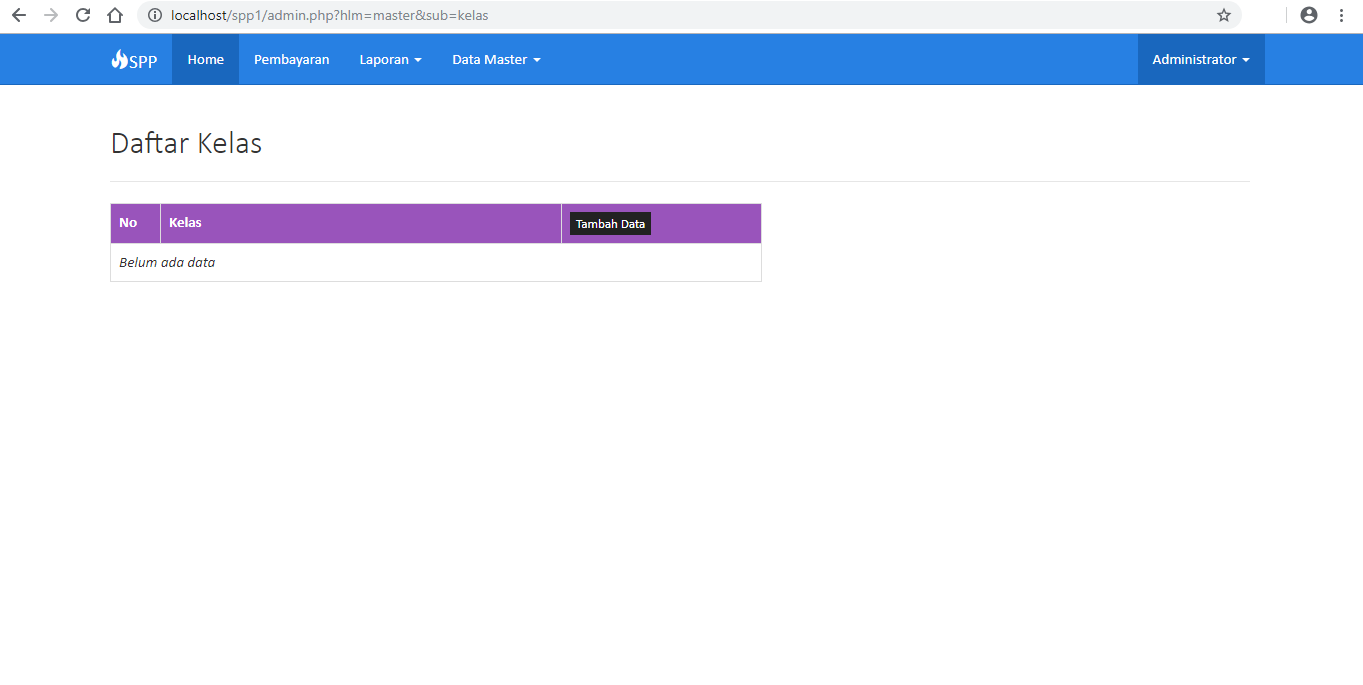 localhost/spp1/admin.php?hlm=master&sub=kelas
SPP Home Pembayaran Laporan Data Master Administrator
Daftar Kelas
No Kelas Tambah Data
Belum ada data